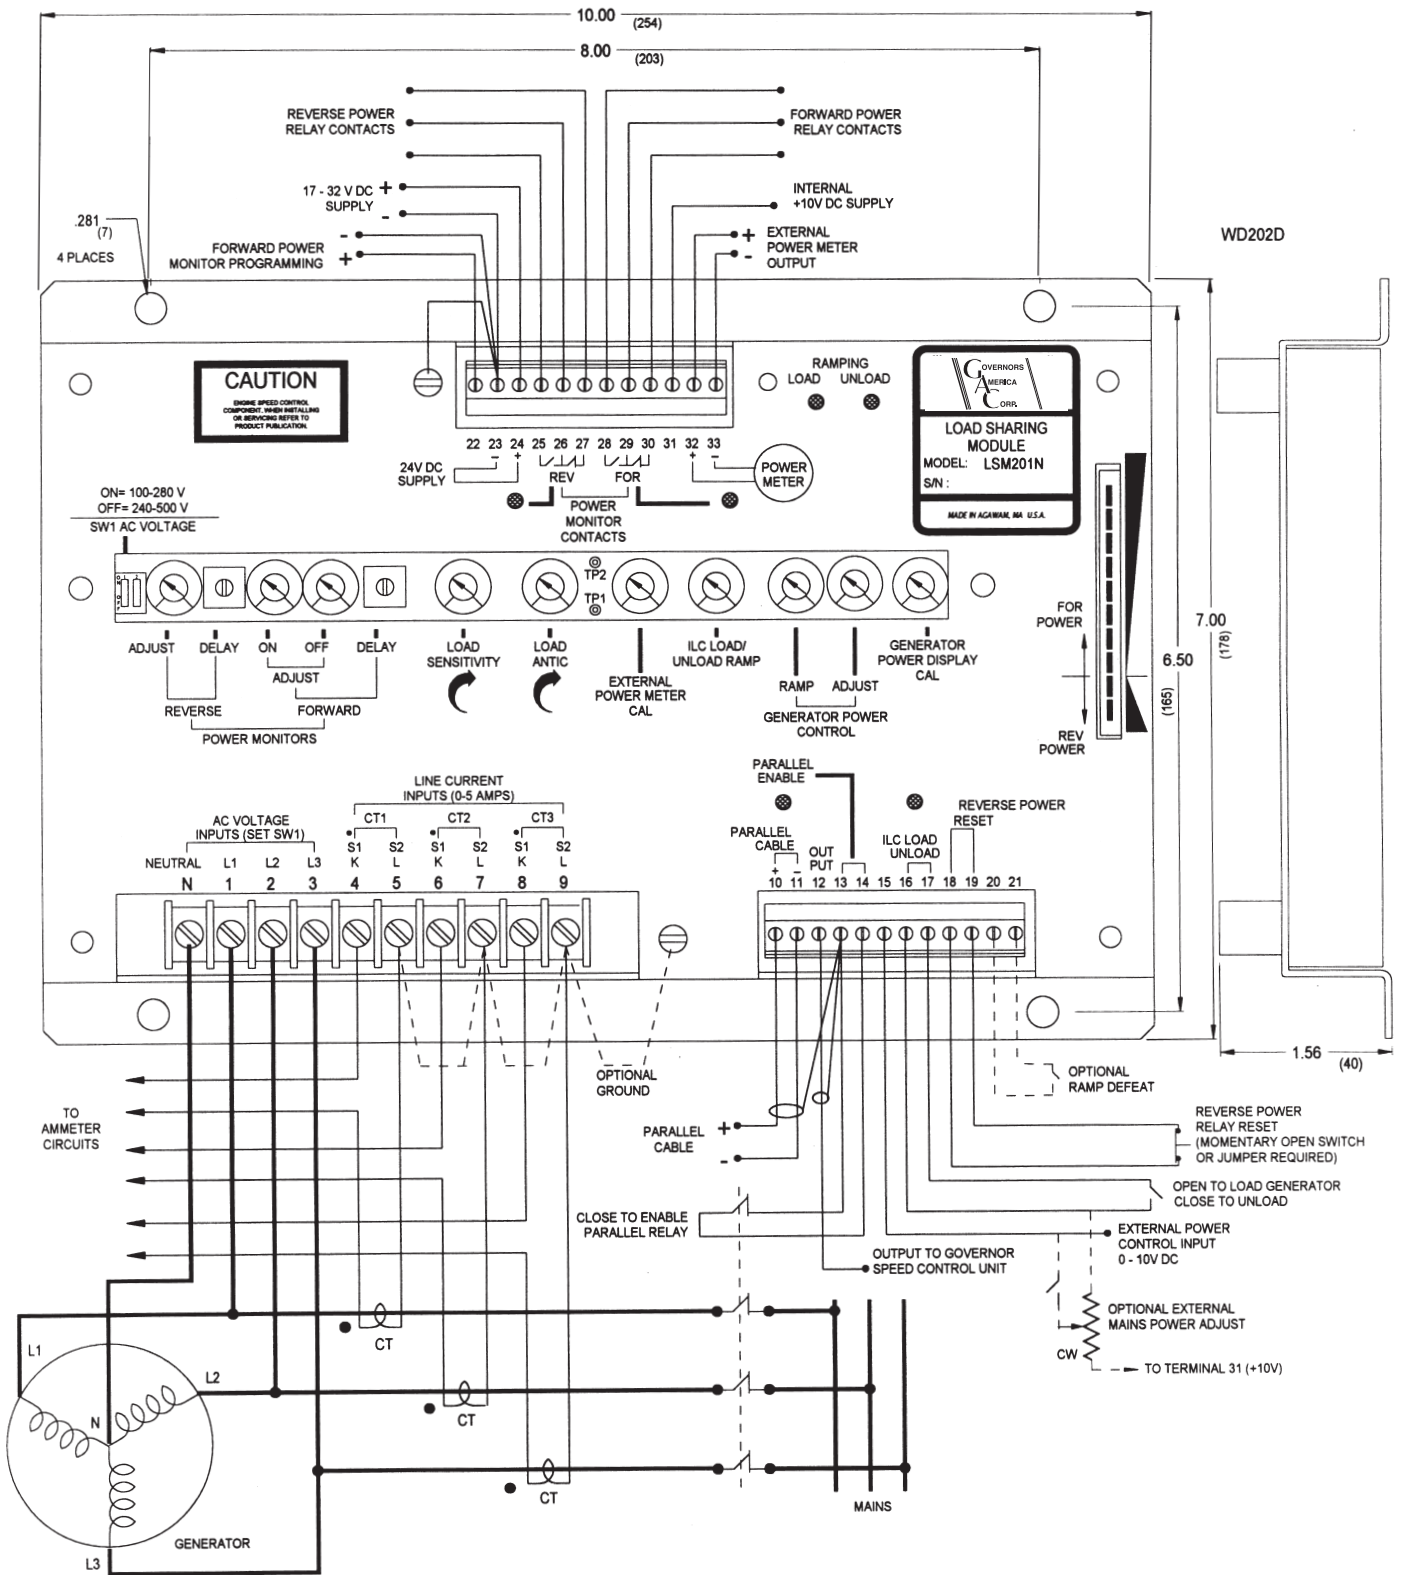 10.00 (254)
8.00 (203)
REVERSE POWER
RELAY CONTACTS
FORWARD POWER
RELAY CONTACTS
17 - 32 V DC +
SUPPLY -
INTERNAL
+10V DC SUPPLY
.281
(7)
4 PLACES
FORWARD POWER -
MONITOR PROGRAMMING +
+ EXTERNAL
POWER METER
- OUTPUT
WD202D
CAUTION
ENGINE SPEED CONTROL
COMPONENT. WHEN INSTALLING
OR SERVICING REFER TO
PRODUCT PUBLICATION.
RAMPING
LOAD UNLOAD
GOVERNORS
AMERICA
CORP.
LOAD SHARING
MODULE
MODEL: LSM201N
S/N :
MADE IN AGAWAM, MA U.S.A.
22 23 24 25 26 27 28 29 30 31 32 33
- + + -
24V DC
SUPPLY
REV FOR
POWER
METER
POWER
MONITOR
CONTACTS
ON= 100-280 V
OFF= 240-500 V
SW1 AC VOLTAGE
ON
OFF
TP2
TP1
ADJUST DELAY ON OFF DELAY
ADJUST
REVERSE FORWARD
POWER MONITORS
LOAD
SENSITIVITY
LOAD
ANTIC
EXTERNAL
POWER METER
CAL
ILC LOAD/
UNLOAD RAMP
RAMP ADJUST
GENERATOR POWER
CONTROL
GENERATOR
POWER DISPLAY
CAL
FOR
POWER
REV
POWER
7.00
(178)
6.50
(165)
1.56 (40)
LINE CURRENT
INPUTS (0-5 AMPS)
AC VOLTAGE
INPUTS (SET SW1)
CT1 CT2 CT3
S1 S2 S1 S2 S1 S2
NEUTRAL L1 L2 L3 K L K L K L
N 1 2 3 4 5 6 7 8 9
PARALLEL
ENABLE
REVERSE POWER
RESET
PARALLEL
CABLE
+ -
OUT
PUT
ILC LOAD
UNLOAD
10 11 12 13 14 15 16 17 18 19 20 21
OPTIONAL
GROUND
OPTIONAL
RAMP DEFEAT
TO
AMMETER
CIRCUITS
PARALLEL +
CABLE -
REVERSE POWER
RELAY RESET
(MOMENTARY OPEN SWITCH
OR JUMPER REQUIRED)
OPEN TO LOAD GENERATOR
CLOSE TO UNLOAD
CLOSE TO ENABLE
PARALLEL RELAY
EXTERNAL POWER
CONTROL INPUT
0 - 10V DC
OUTPUT TO GOVERNOR
SPEED CONTROL UNIT
OPTIONAL EXTERNAL
MAINS POWER ADJUST
CW
TO TERMINAL 31 (+10V)
CT
CT
CT
L1
L2
N
L3
GENERATOR
MAINS